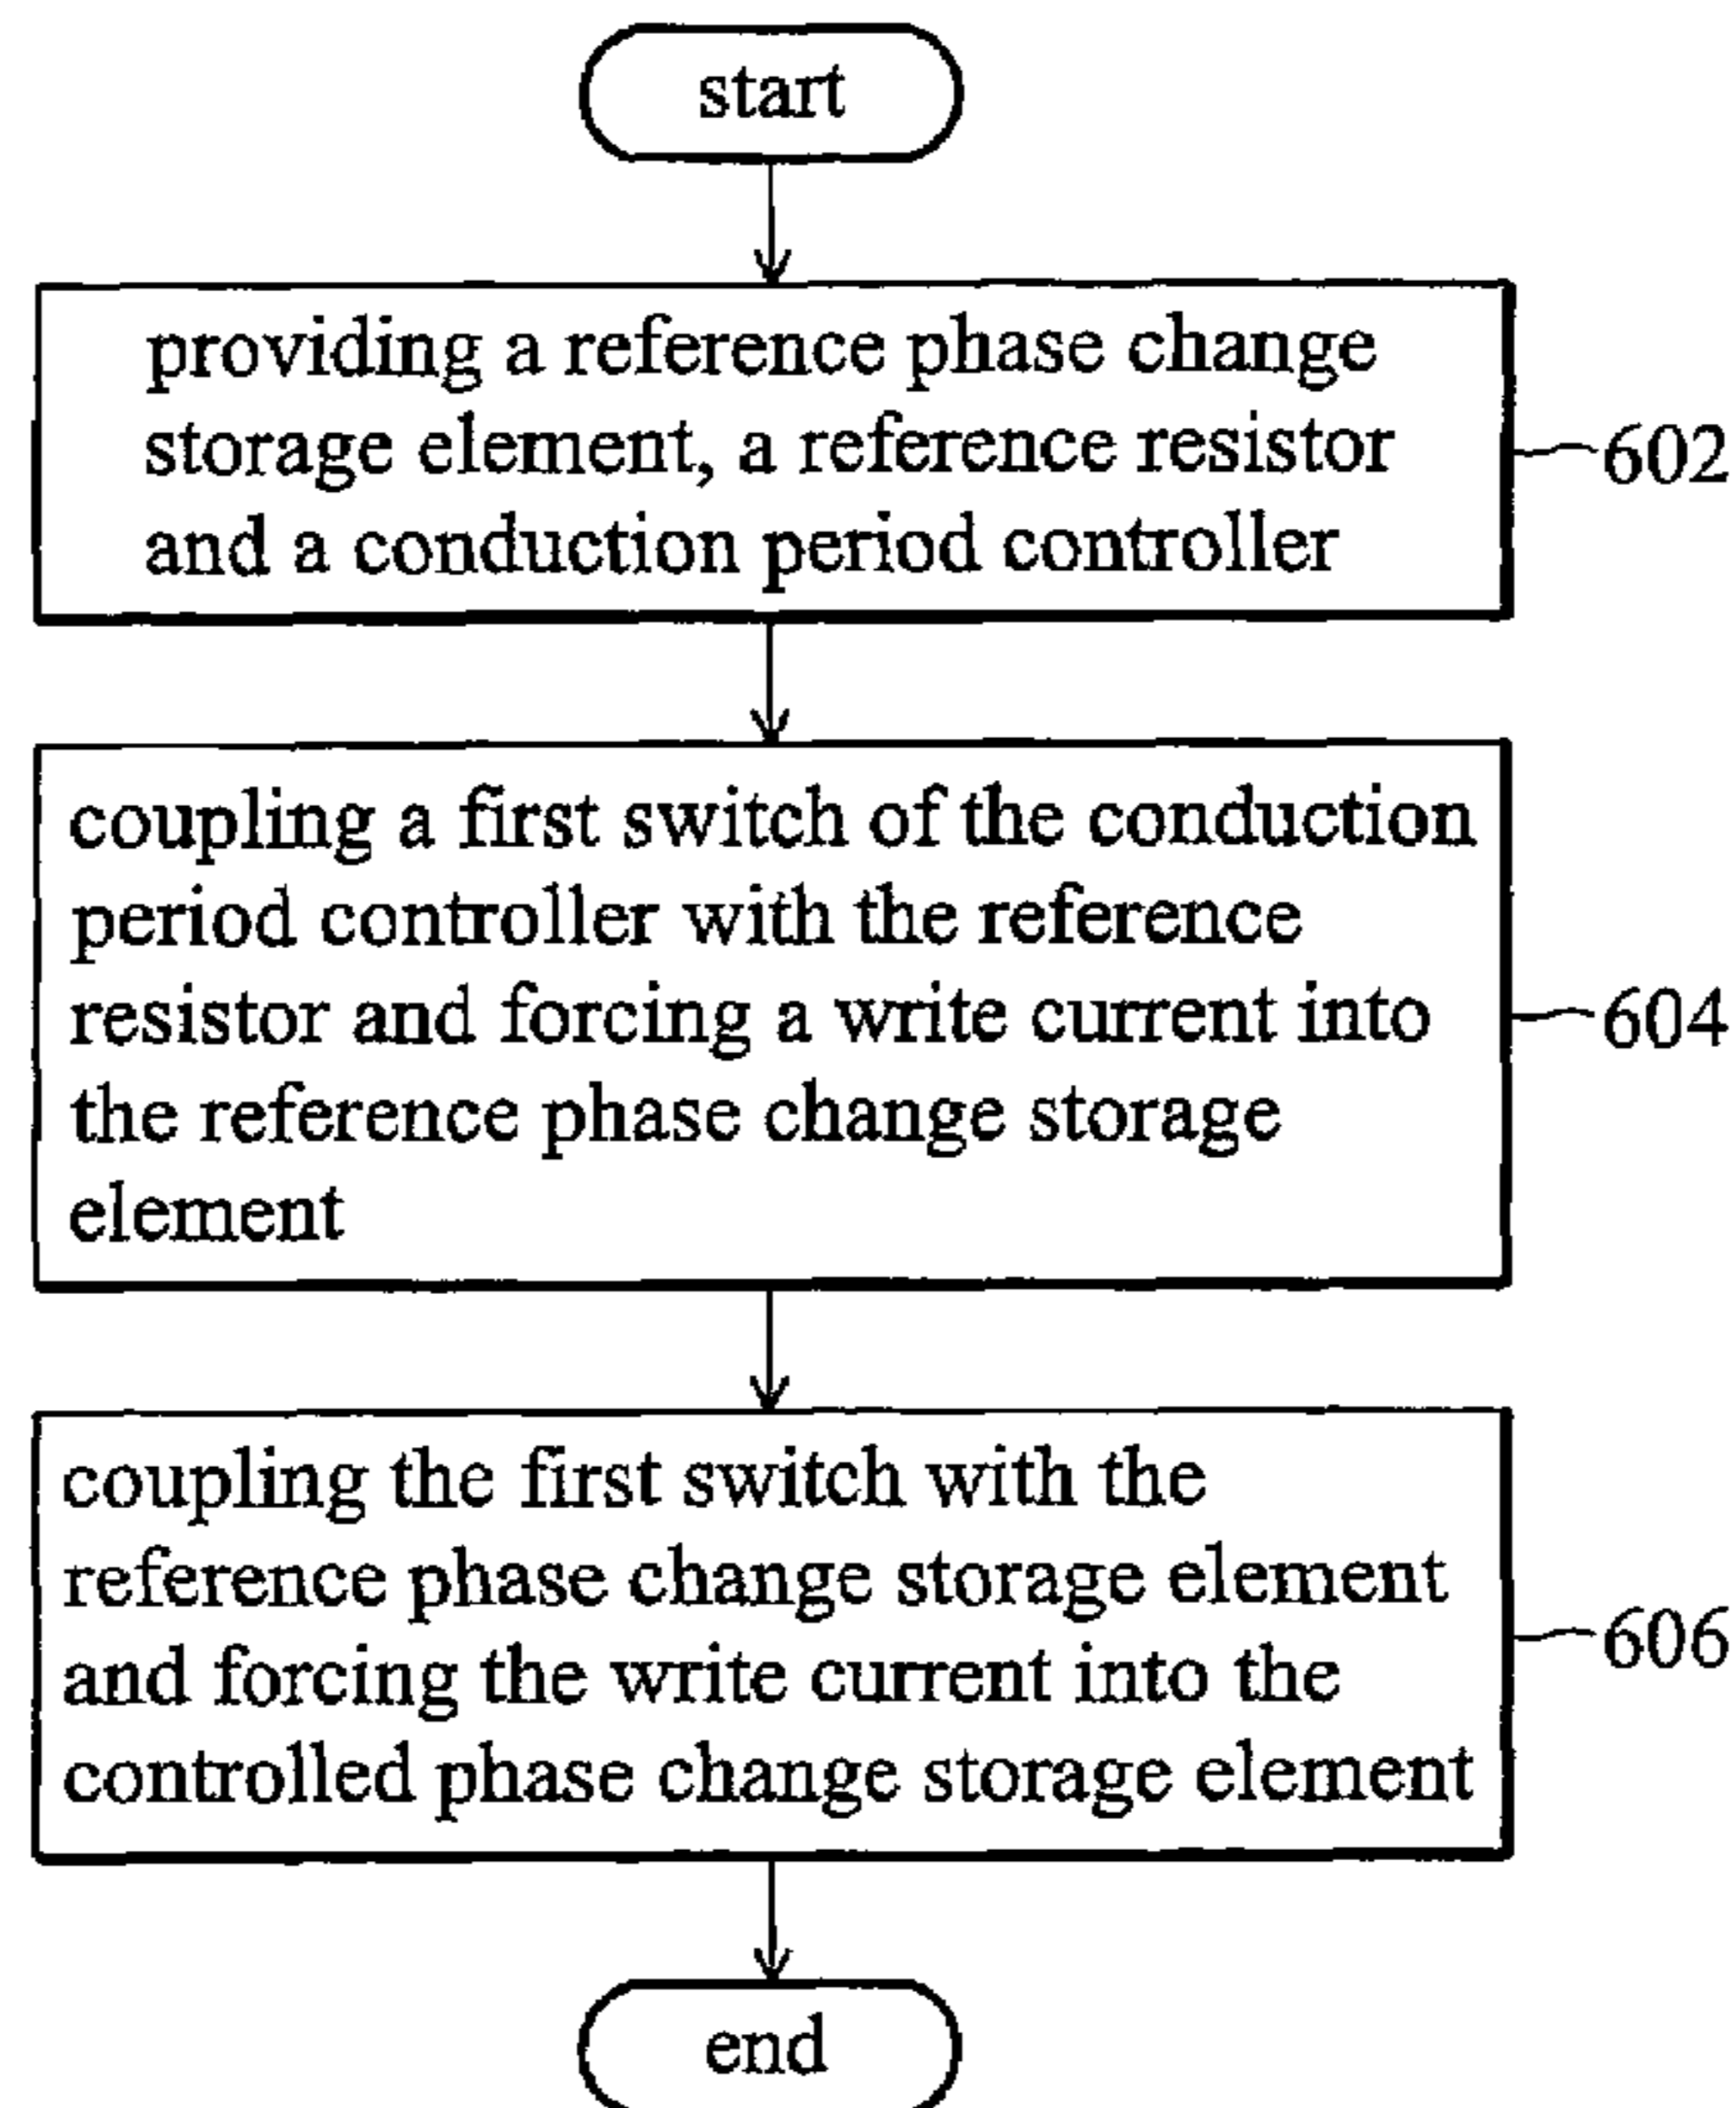 start
providing a reference phase change
storage element, a reference resistor
and a conduction period controller
602
coupling a first switch of the conduction
period controller with the reference
resistor and forcing a write current into
the reference phase change storage
element
604
coupling the first switch with the
reference phase change storage element
and forcing the write current into the
controlled phase change storage element
606
end